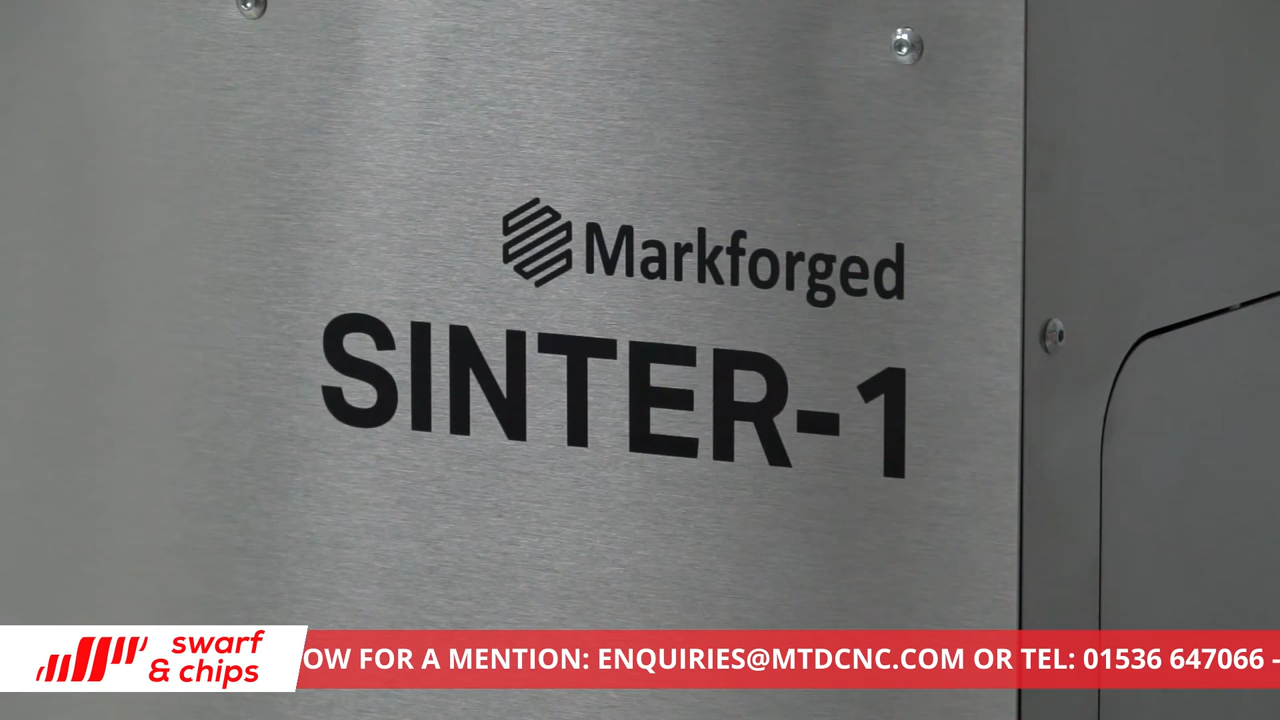 Markforged
SINTER-1
swarf
& chips
OW FOR A MENTION: ENQUIRIES@MTDCNC.COM OR TEL: 01536 647066 -